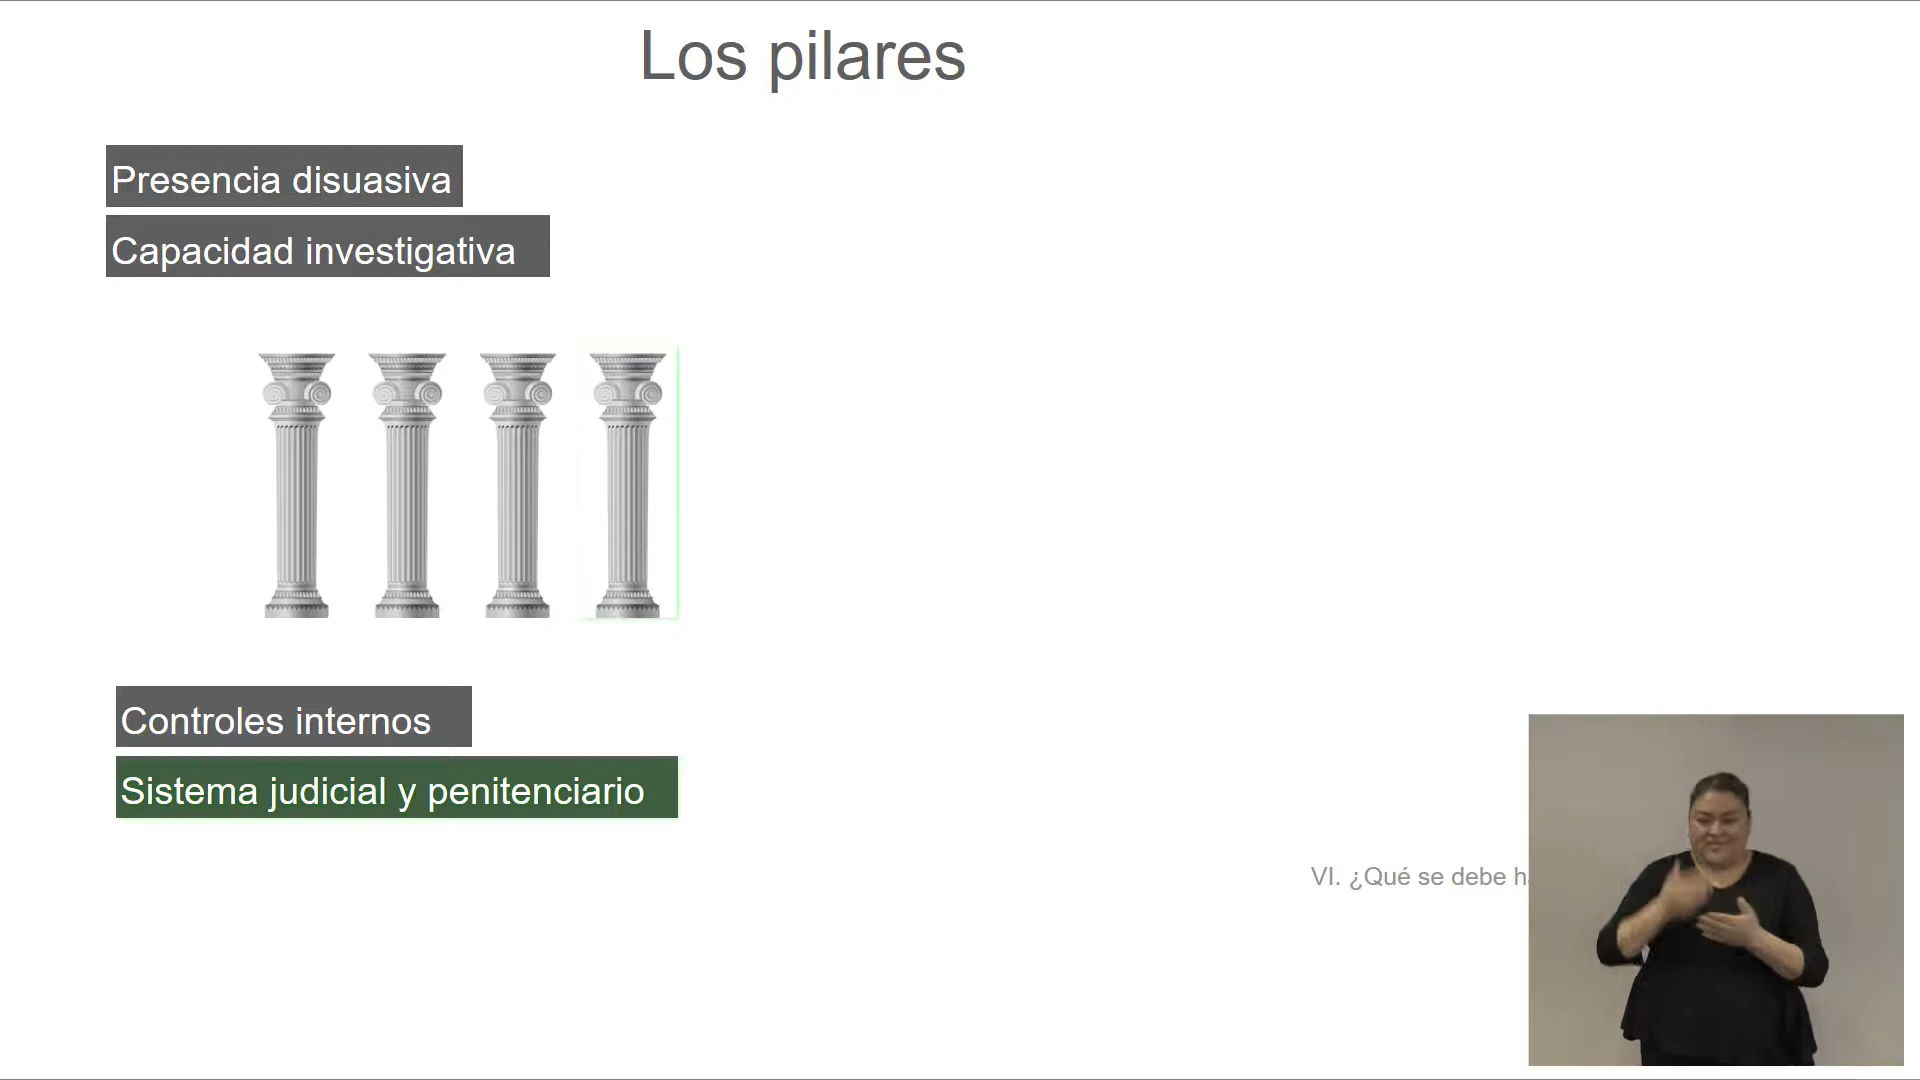 Los pilares
Presencia disuasiva
Capacidad investigativa
Controles internos
Sistema judicial y penitenciario
VI. ¿Qué se debe